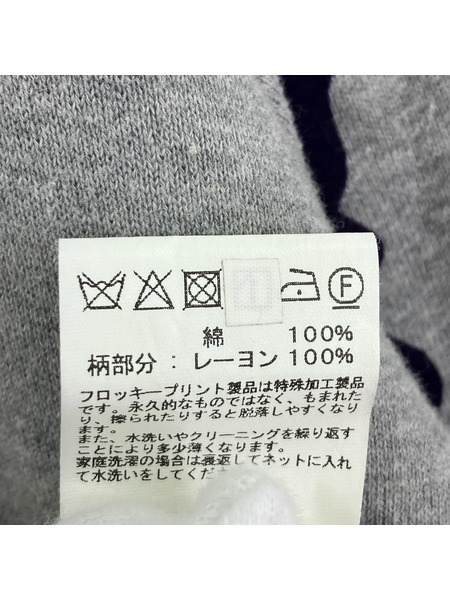 F
綿 100%
柄部分 : レーヨン 100%
フロッキープリント製品は特殊加工製品
です。永久的なものではなく、もまれた
り、擦られたりすると脱落しやすくなり
ます。
また、水洗いやクリーニングを繰り返す
ことにより多少薄くなります。
家庭洗濯の場合は裏返してネットに入れ
て水洗いをしてくだ